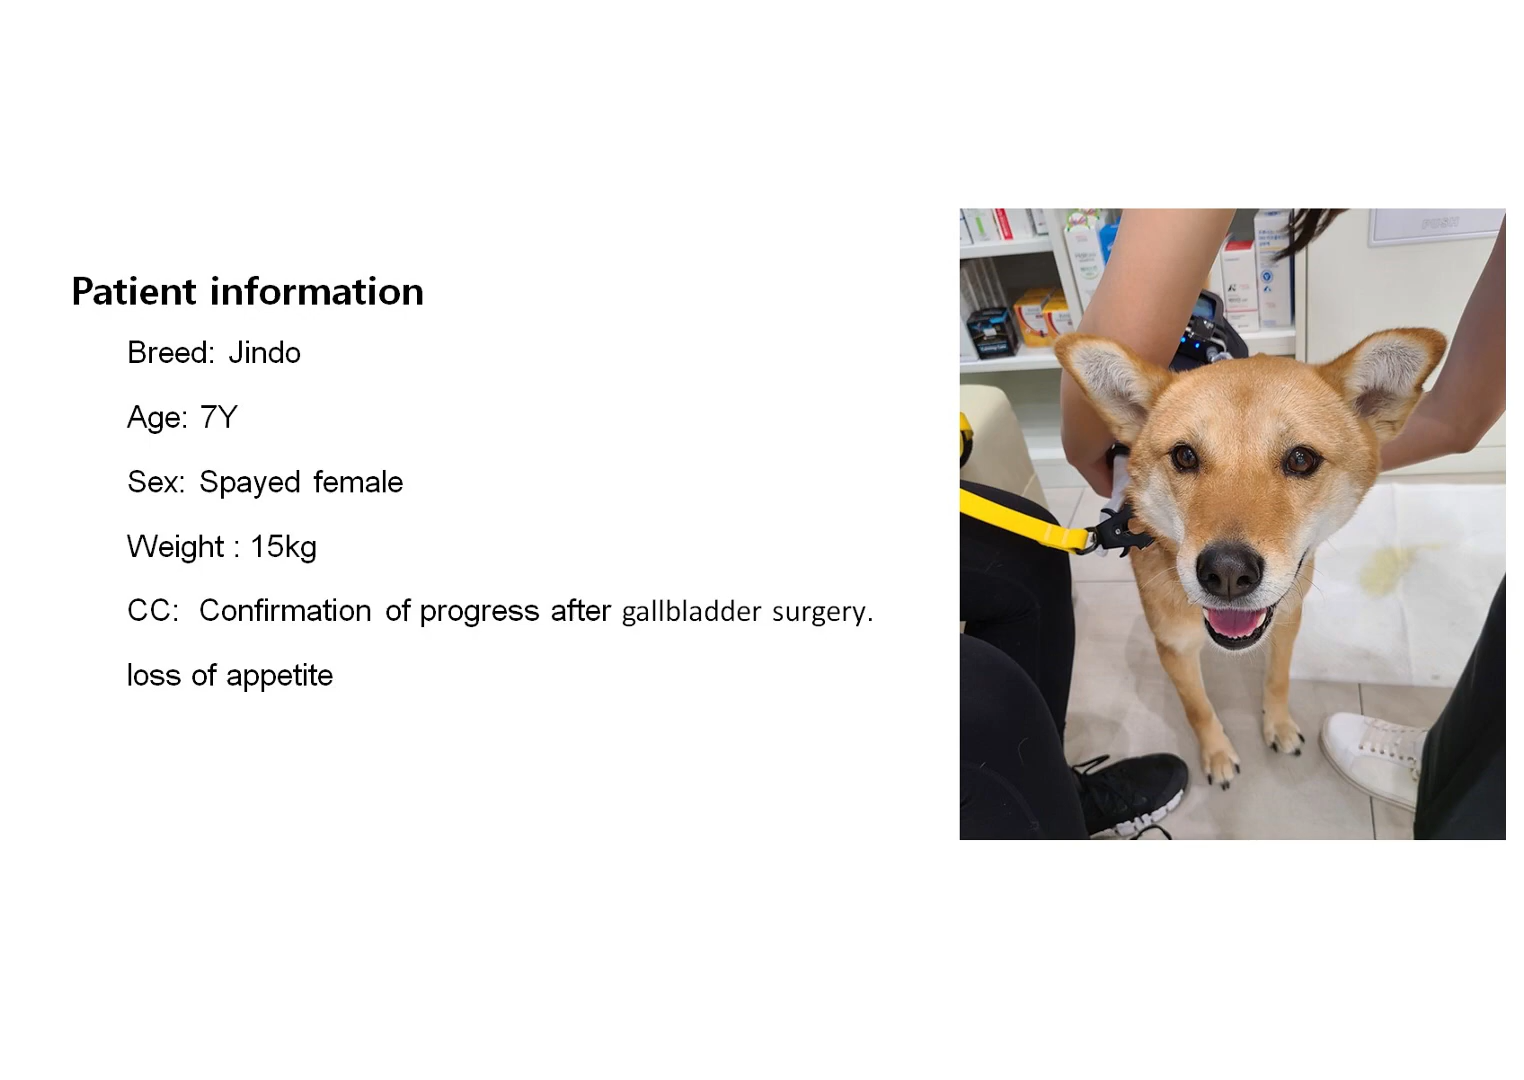 Patient information
Breed: Jindo
Age: 7Y
Sex: Spayed female
Weight : 15kg
CC: Confirmation of progress after gallbladder surgery.
loss of appetite
PUSH